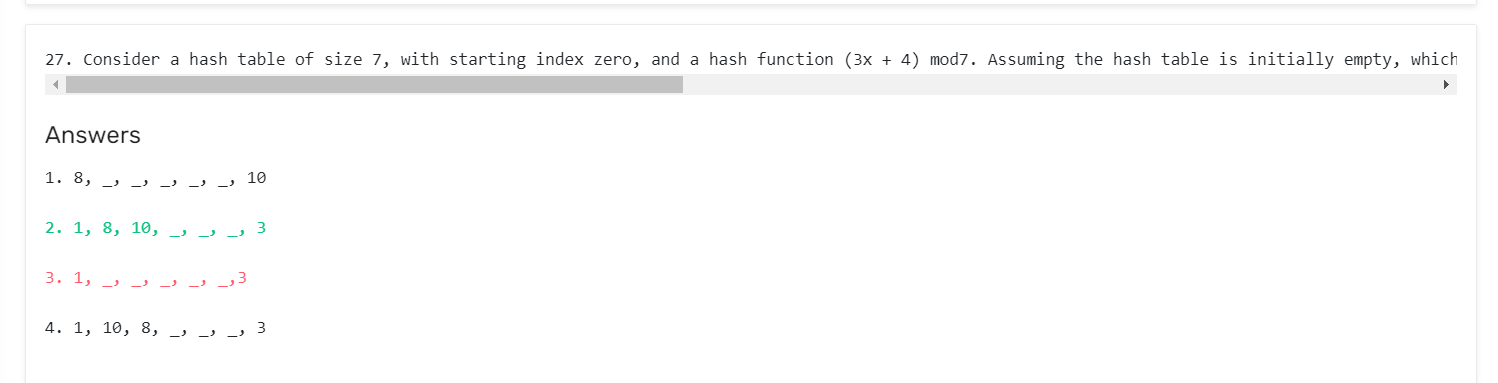 27. Consider a hash table of size 7, with starting index zero, and a hash function (3x + 4) mod7. Assuming the hash table is initially empty, which
Answers
1. 8, _, _, _, _, _, 10
2. 1, 8, 10, _, _, _, 3
3. 1, _, _, _, _, _,3
4. 1, 10, 8, _, _, _, 3